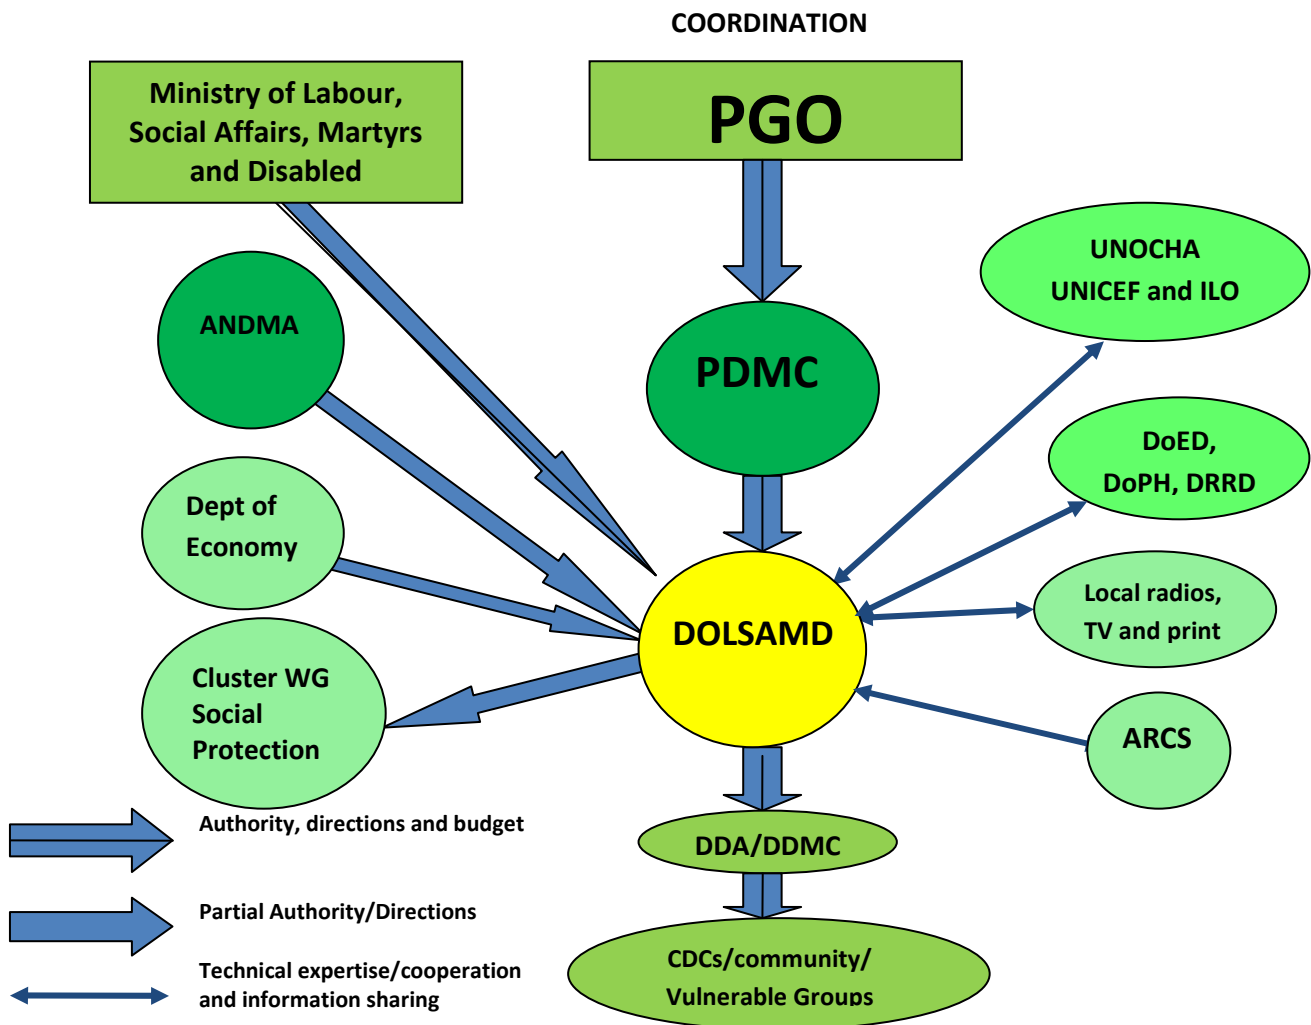 COORDINATION
Ministry of Labour,
Social Affairs, Martyrs
and Disabled
PGO
UNOCHA
UNICEF and ILO
ANDMA
PDMC
DoED,
DoPH, DRRD
Dept of
Economy
Local radios,
TV and print
DOLSAMD
Cluster WG
Social
Protection
ARCS
Authority, directions and budget
DDA/DDMC
Partial Authority/Directions
CDCs/community/
Vulnerable Groups
Technical expertise/cooperation
and information sharing